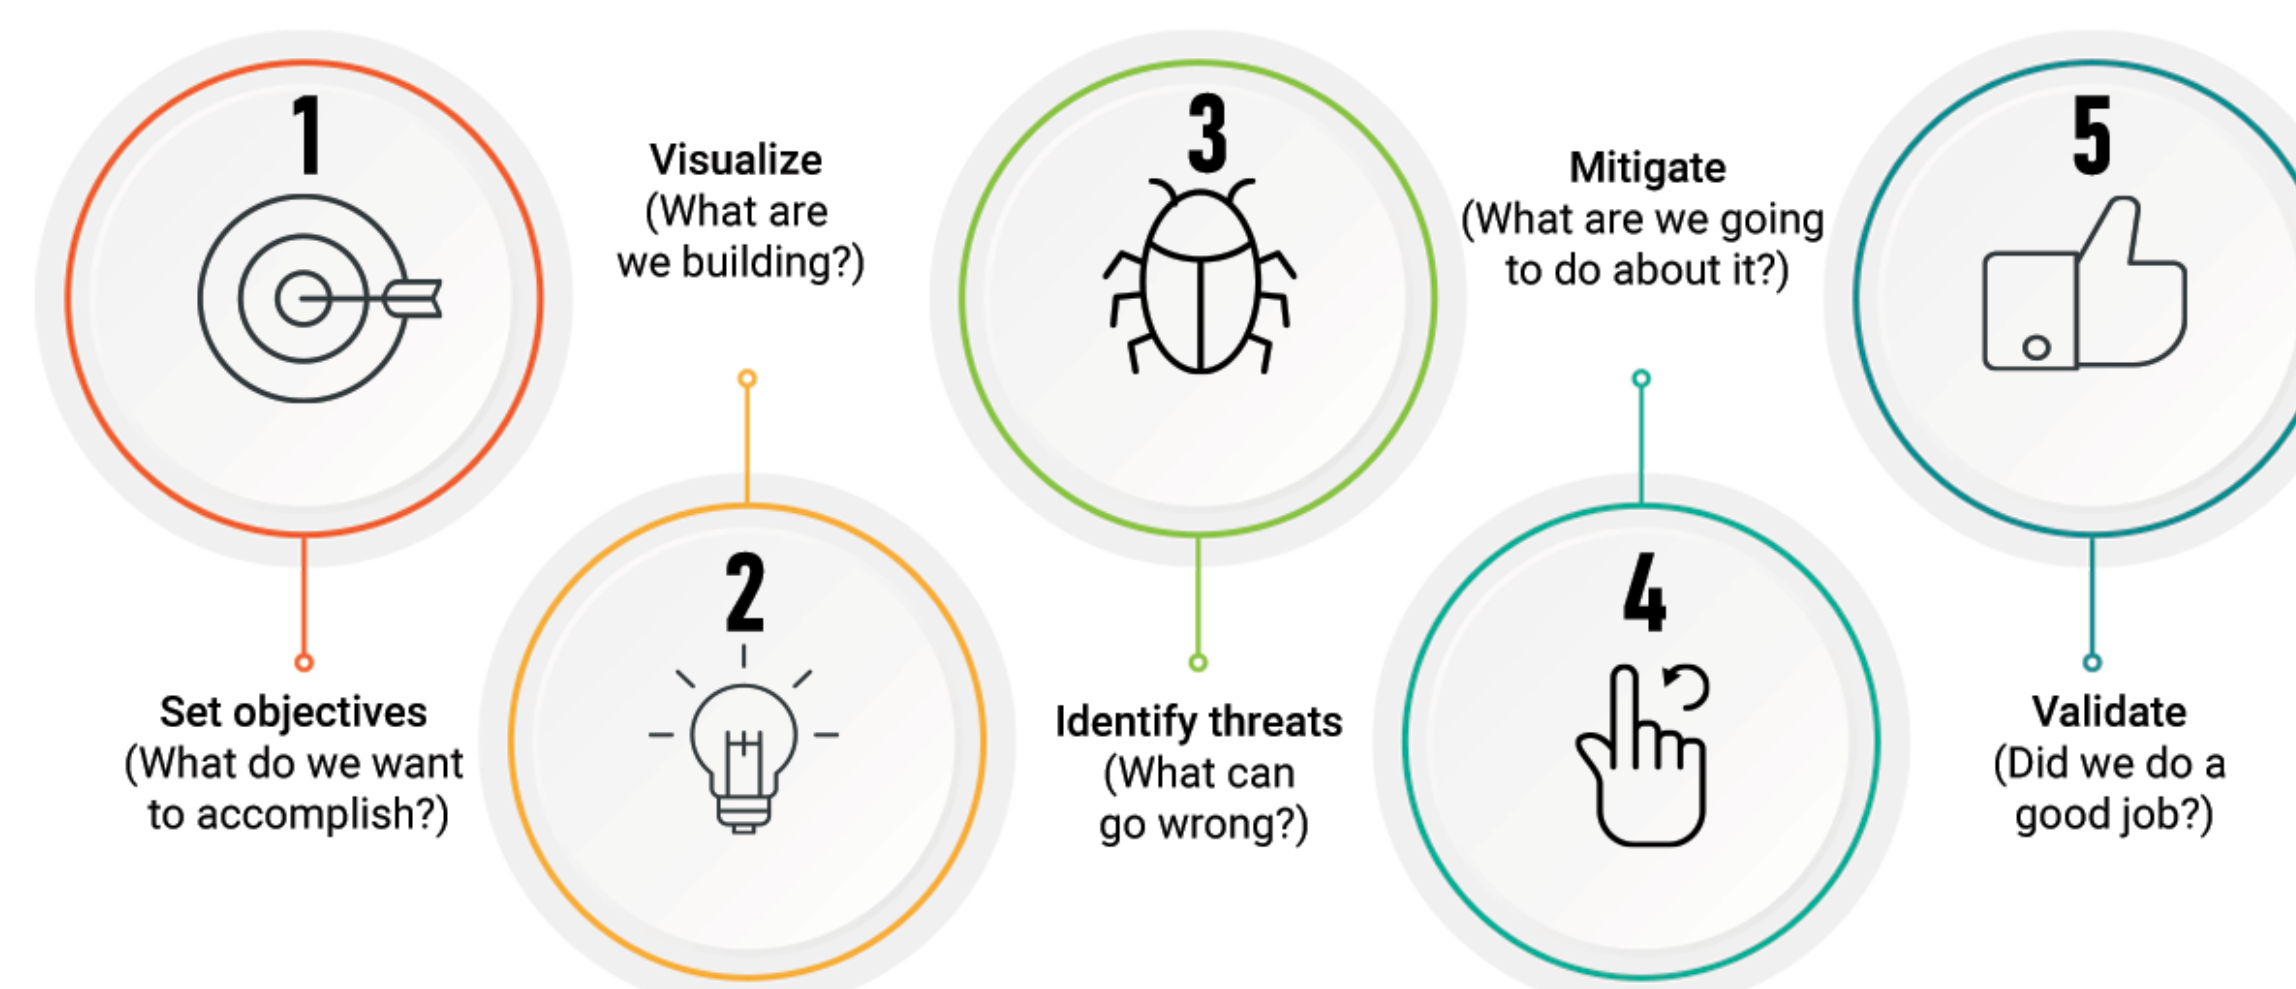 1
Set objectives
(What do we want
to accomplish?)
Visualize
(What are
we building?)
2
3
Identify threats
(What can
go wrong?)
Mitigate
(What are we going
to do about it?)
4
5
Validate
(Did we do a
good job?)